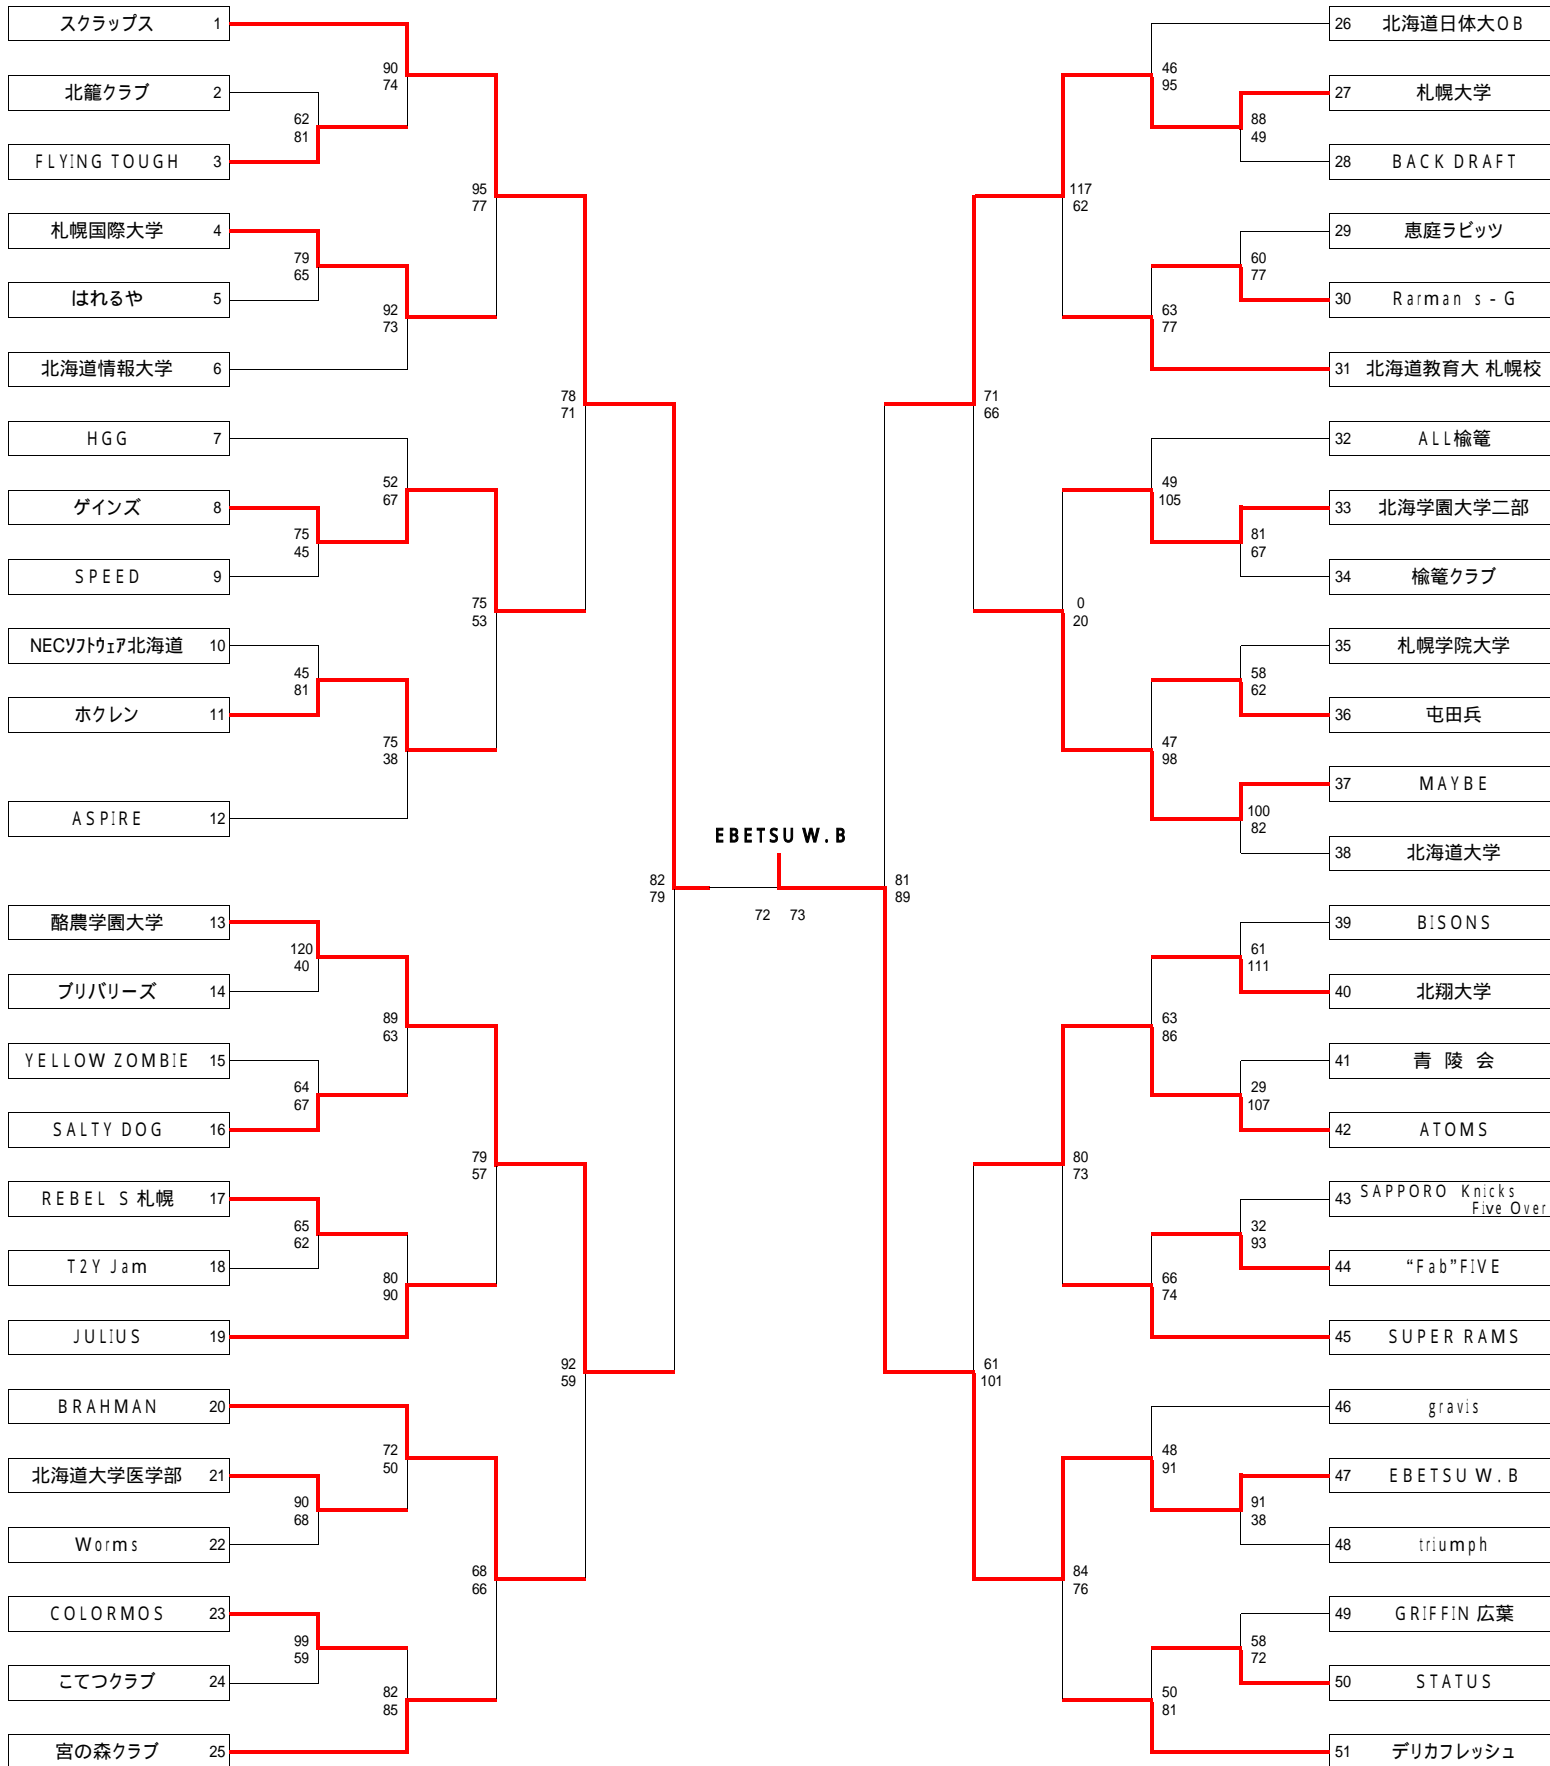 スクラップス 1
北籠クラブ 2
FLYING TOUGH 3
札幌国際大学 4
はれるや 5
北海道情報大学 6
HGG 7
ゲインズ 8
SPEED 9
NECソフトウェア北海道 10
ホクレン 11
ASPIRE 12
酪農学園大学 13
ブリバリーズ 14
YELLOW ZOMBIE 15
SALTY DOG 16
REBEL S 札幌 17
T2Y Jam 18
JULIUS 19
BRAHMAN 20
北海道大学医学部 21
Worms 22
COLORMOS 23
こてつクラブ 24
宮の森クラブ 25
62
81
79
65
75
45
45
81
120
40
64
67
65
62
90
68
99
59
90
74
92
73
52
67
75
38
89
63
80
90
72
50
82
85
95
77
75
53
79
57
68
66
78
71
92
59
82
79
EBETSU W.B
72 73
81
89
71
66
61
101
117
62
0
20
80
73
84
76
46
95
63
77
49
105
47
98
63
86
66
74
48
91
50
81
88
49
60
77
81
67
58
62
100
82
61
111
29
107
32
93
91
38
58
72
26 北海道日体大OB
27 札幌大学
28 BACK DRAFT
29 恵庭ラビッツ
30 Rarman s-G
31 北海道教育大 札幌校
32 ALL楡篭
33 北海学園大学二部
34 楡篭クラブ
35 札幌学院大学
36 屯田兵
37 MAYBE
38 北海道大学
39 BISONS
40 北翔大学
41 青 陵 会
42 ATOMS
43 SAPPORO Knicks
Five Over
44 “Fab”FIVE
45 SUPER RAMS
46 gravis
47 EBETSU W.B
48 triumph
49 GRIFFIN 広葉
50 STATUS
51 デリカフレッシュ